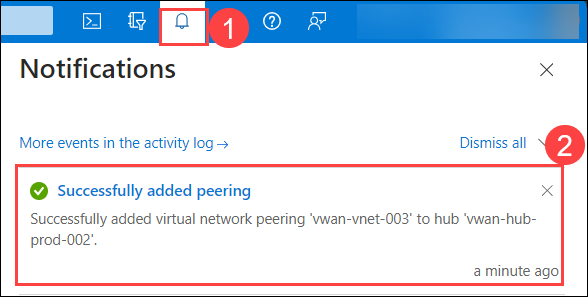 1
Notifications
More events in the activity log →
Dismiss all
2
Successfully added peering
Successfully added virtual network peering 'vwan-vnet-003' to hub 'vwan-hub-
prod-002'.
a minute ago